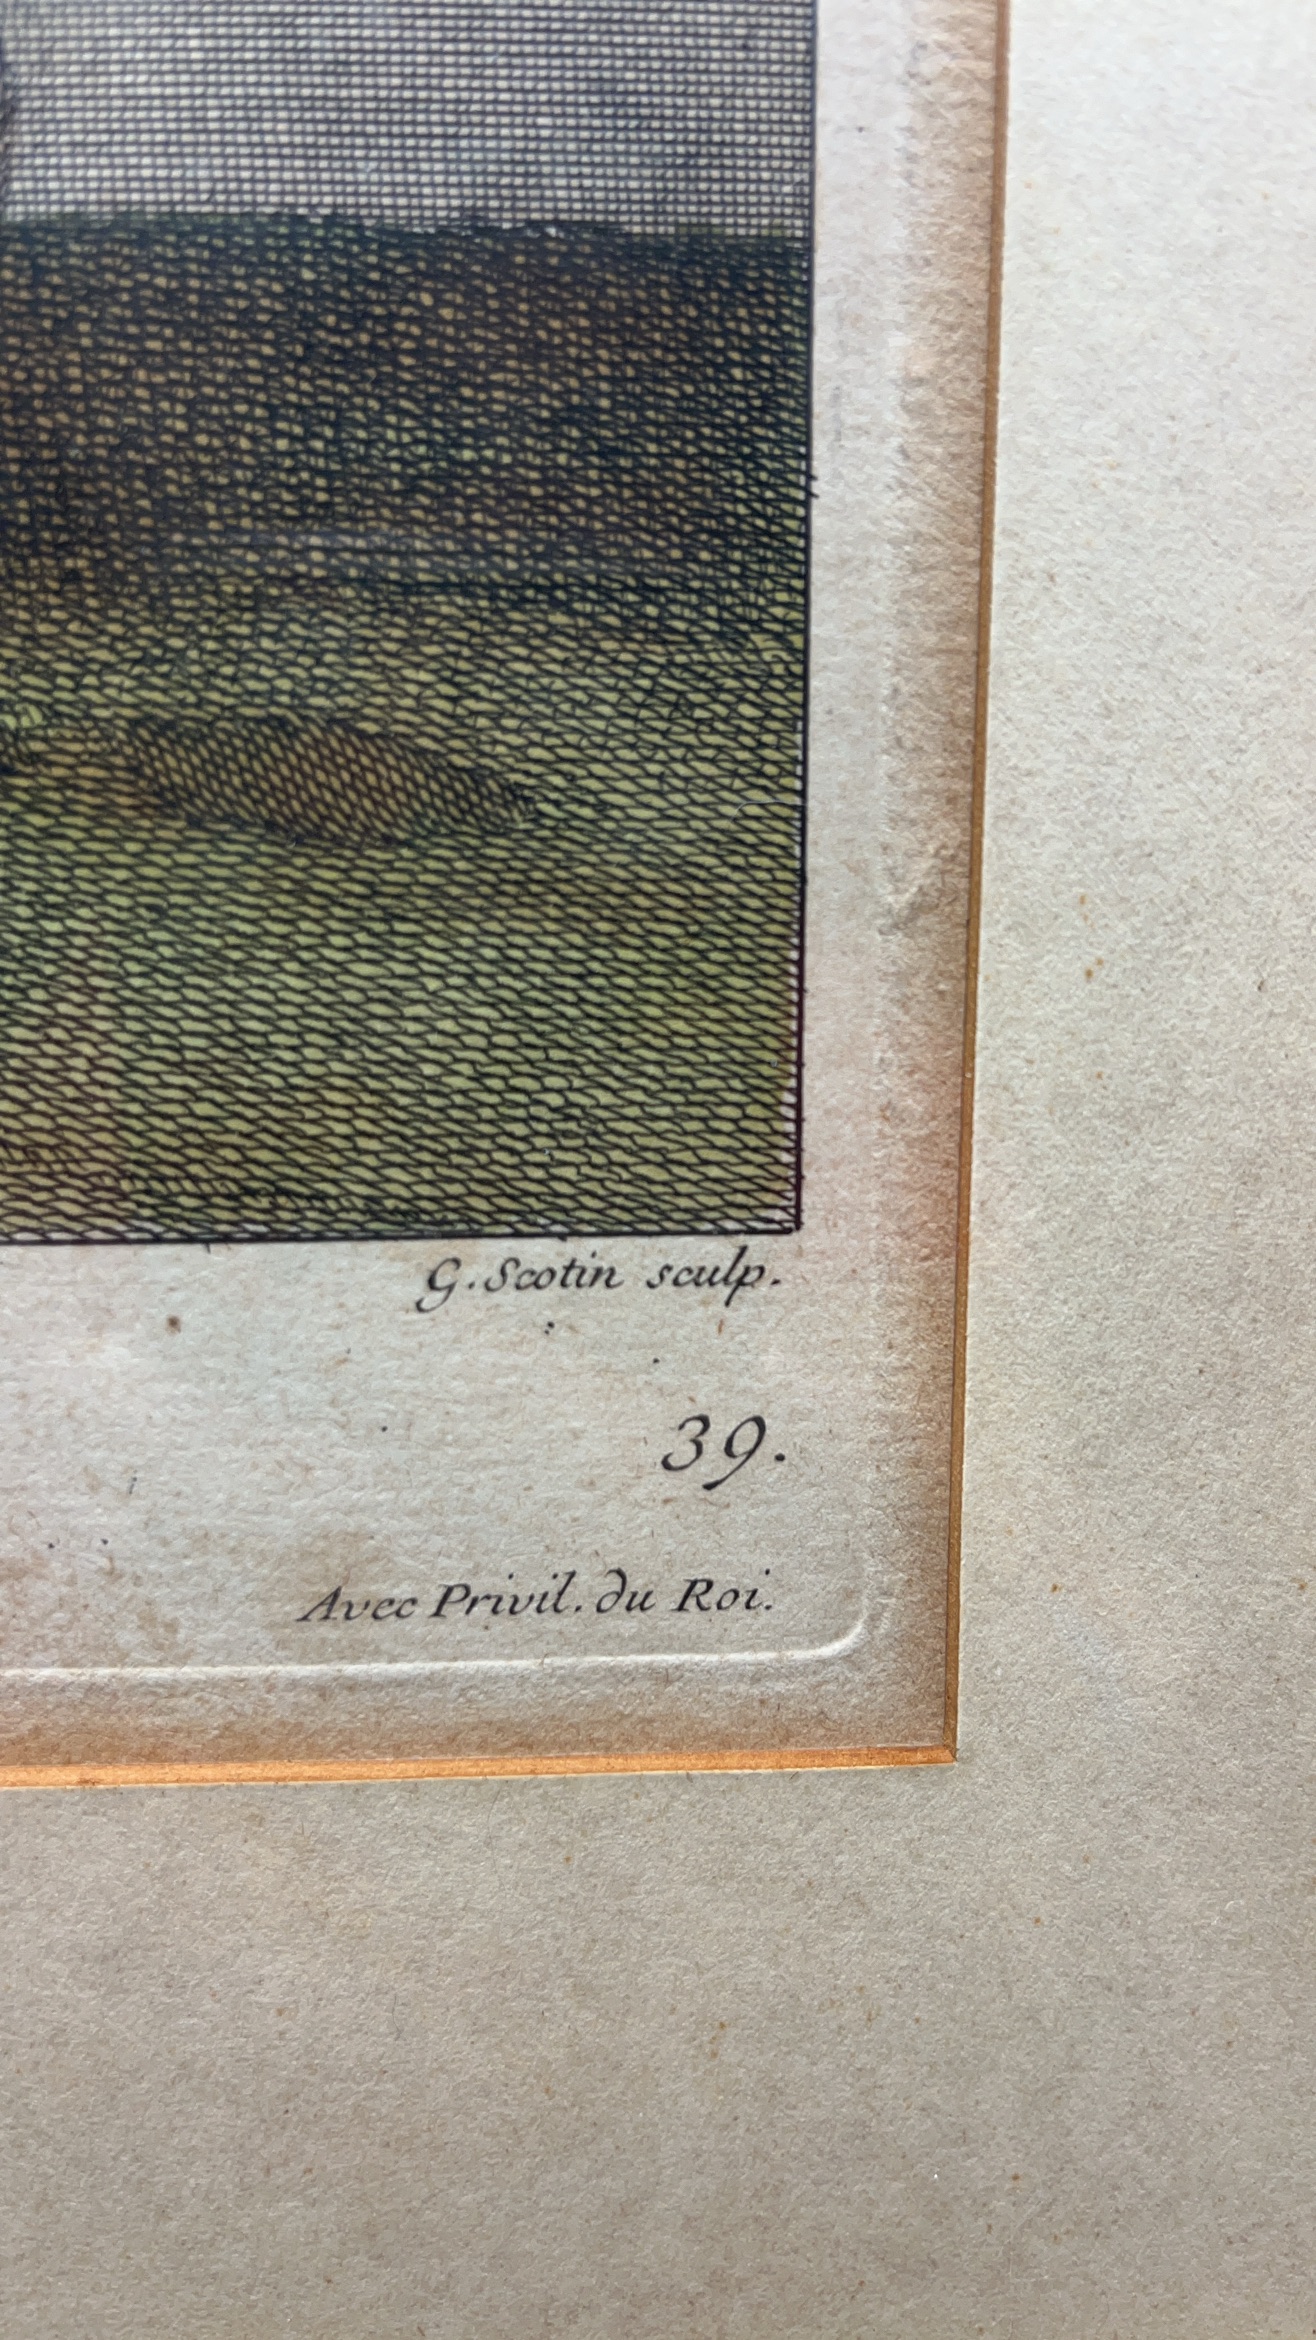 G. Scotin sculp.
39.
Avec Privil. du Roi.